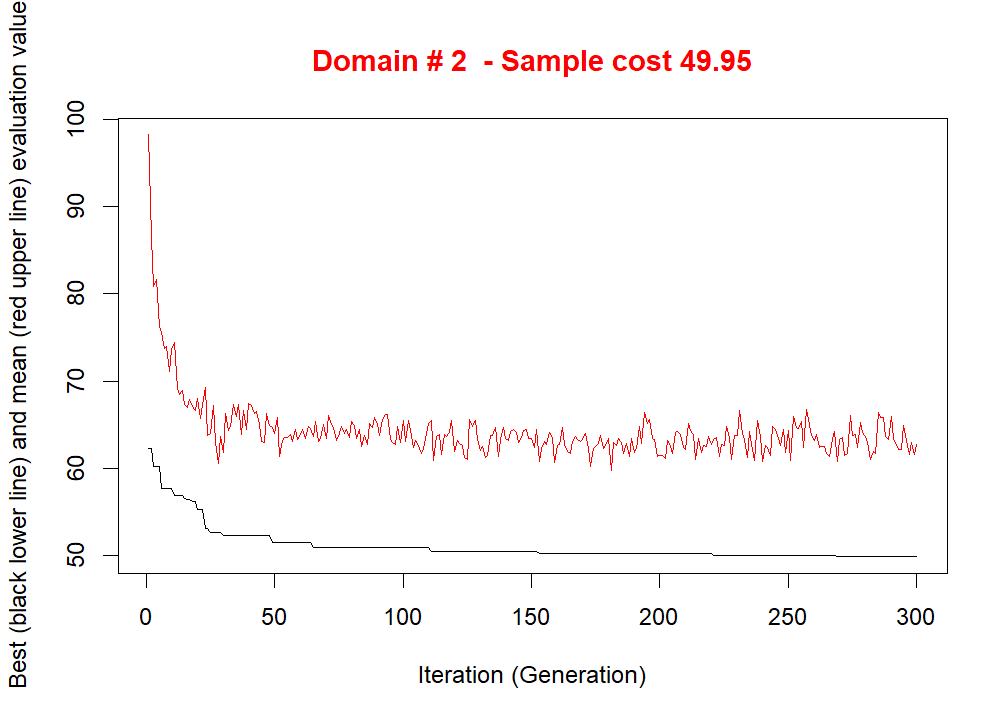 Domain # 2  - Sample cost 49.95
Best (black lower line) and mean (red upper line) evaluation value
100
90
80
70
60
50
0 50 100 150 200 250 300
Iteration (Generation)